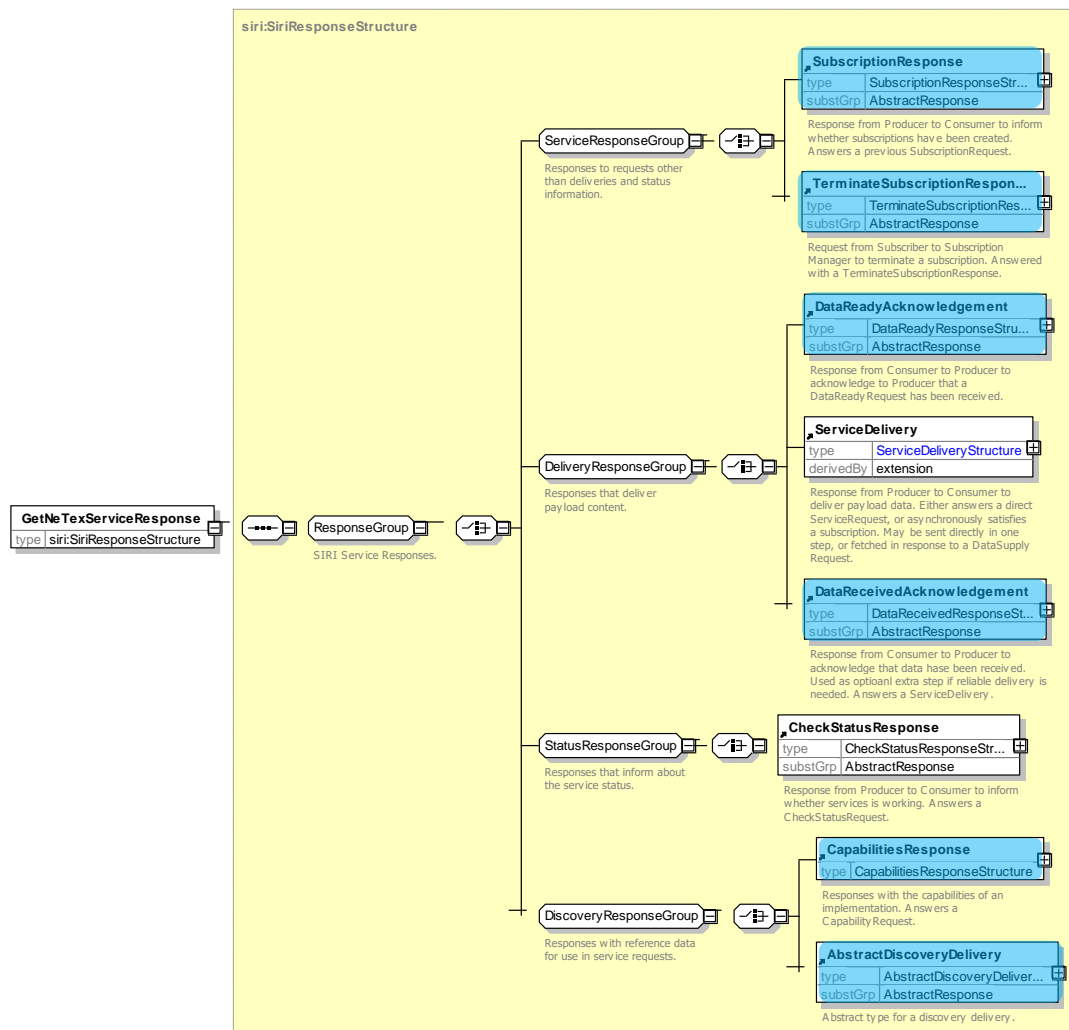 siri:SiriResponseStructure
SubscriptionResponse
type SubscriptionResponseStr...
substGrp AbstractResponse
Response from Producer to Consumer to inform
whether subscriptions have been created.
Answers a previous SubscriptionRequest.
ServiceResponseGroup
Responses to requests other
than deliveries and status
information.
TerminateSubscriptionRespon...
type TerminateSubscriptionRes...
substGrp AbstractResponse
Request from Subscriber to Subscription
Manager to terminate a subscription. Answered
with a TerminateSubscriptionResponse.
DataReadyAcknowledgement
type DataReadyResponseStru...
substGrp AbstractResponse
Response from Consumer to Producer to
acknowledge to Producer that a
DataReadyRequest has been received.
ServiceDelivery
type ServiceDeliveryStructure
derivedBy extension
Response from Producer to Consumer to
deliver payload data. Either answers a direct
ServiceRequest, or asynchronously satisfies
a subscription. May be sent directly in one
step, or fetched in response to a DataSupply
Request.
DeliveryResponseGroup
Responses that deliver
payload content.
GetNeTexServiceResponse
type siri:SiriResponseStructure
ResponseGroup
SIRI Service Responses.
DataReceivedAcknowledgement
type DataReceivedResponseSt...
substGrp AbstractResponse
Response from Consumer to Producer to
acknowledge that data hase been received.
Used as optioanl extra step if reliable delivery is
needed. Answers a ServiceDelivery.
StatusResponseGroup
Responses that inform about
the service status.
CheckStatusResponse
type CheckStatusResponseStr...
substGrp AbstractResponse
Response from Producer to Consumer to inform
whether services is working. Answers a
CheckStatusRequest.
CapabilitiesResponse
type CapabilitiesResponseStructure
Responses with the capabilities of an
implementation. Answers a
CapabilityRequest.
DiscoveryResponseGroup
Responses with reference data
for use in service requests.
AbstractDiscoveryDelivery
type AbstractDiscoveryDeliver...
substGrp AbstractResponse
Abstract type for a discovery delivery.